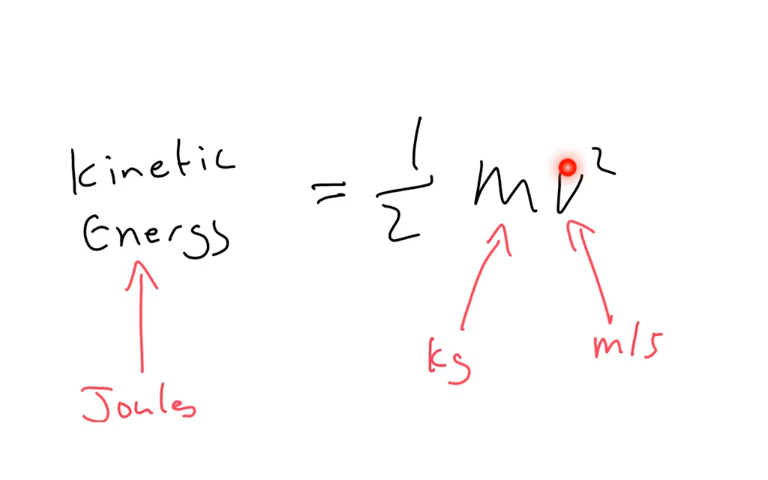 Kinetic
Energy
= 1/2 mv²
kg
m/s
Joules